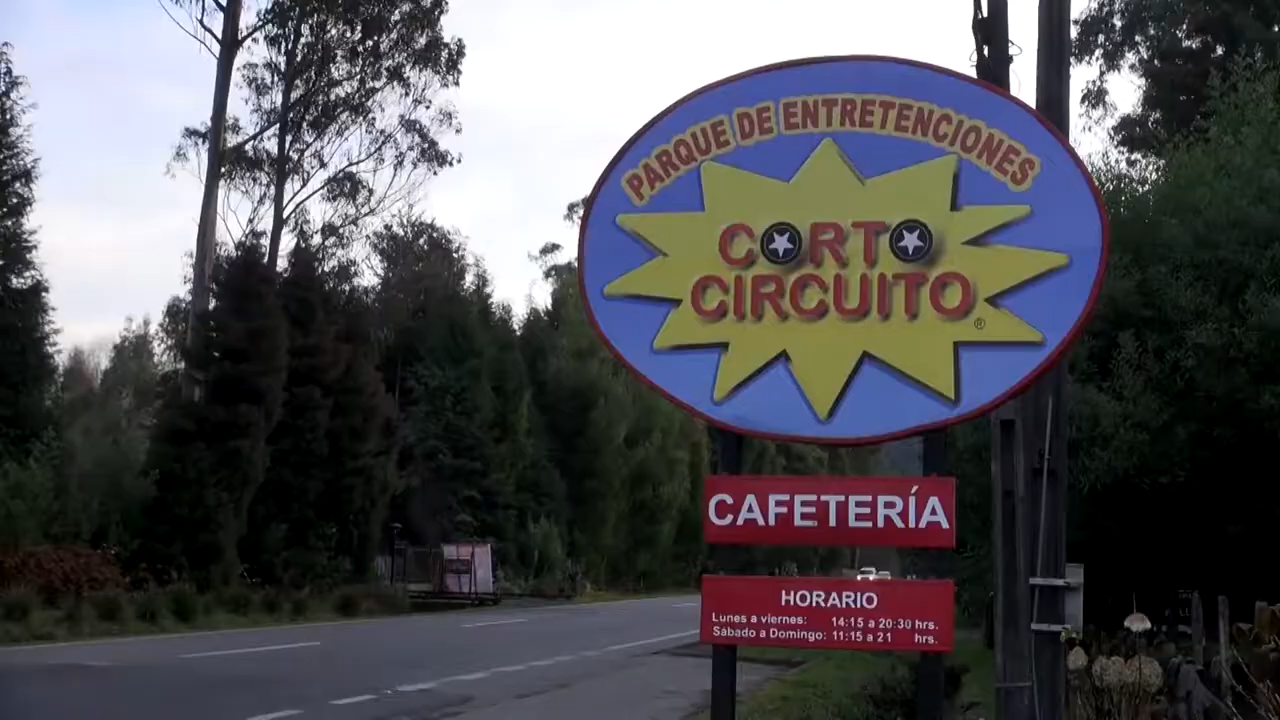 PARQUE DE ENTRETENCIONES
CORTO
CIRCUITO
®
CAFETERÍA
HORARIO
Lunes a viernes: 14:15 a 20:30 hrs.
Sábado a Domingo: 11:15 a 21 hrs.